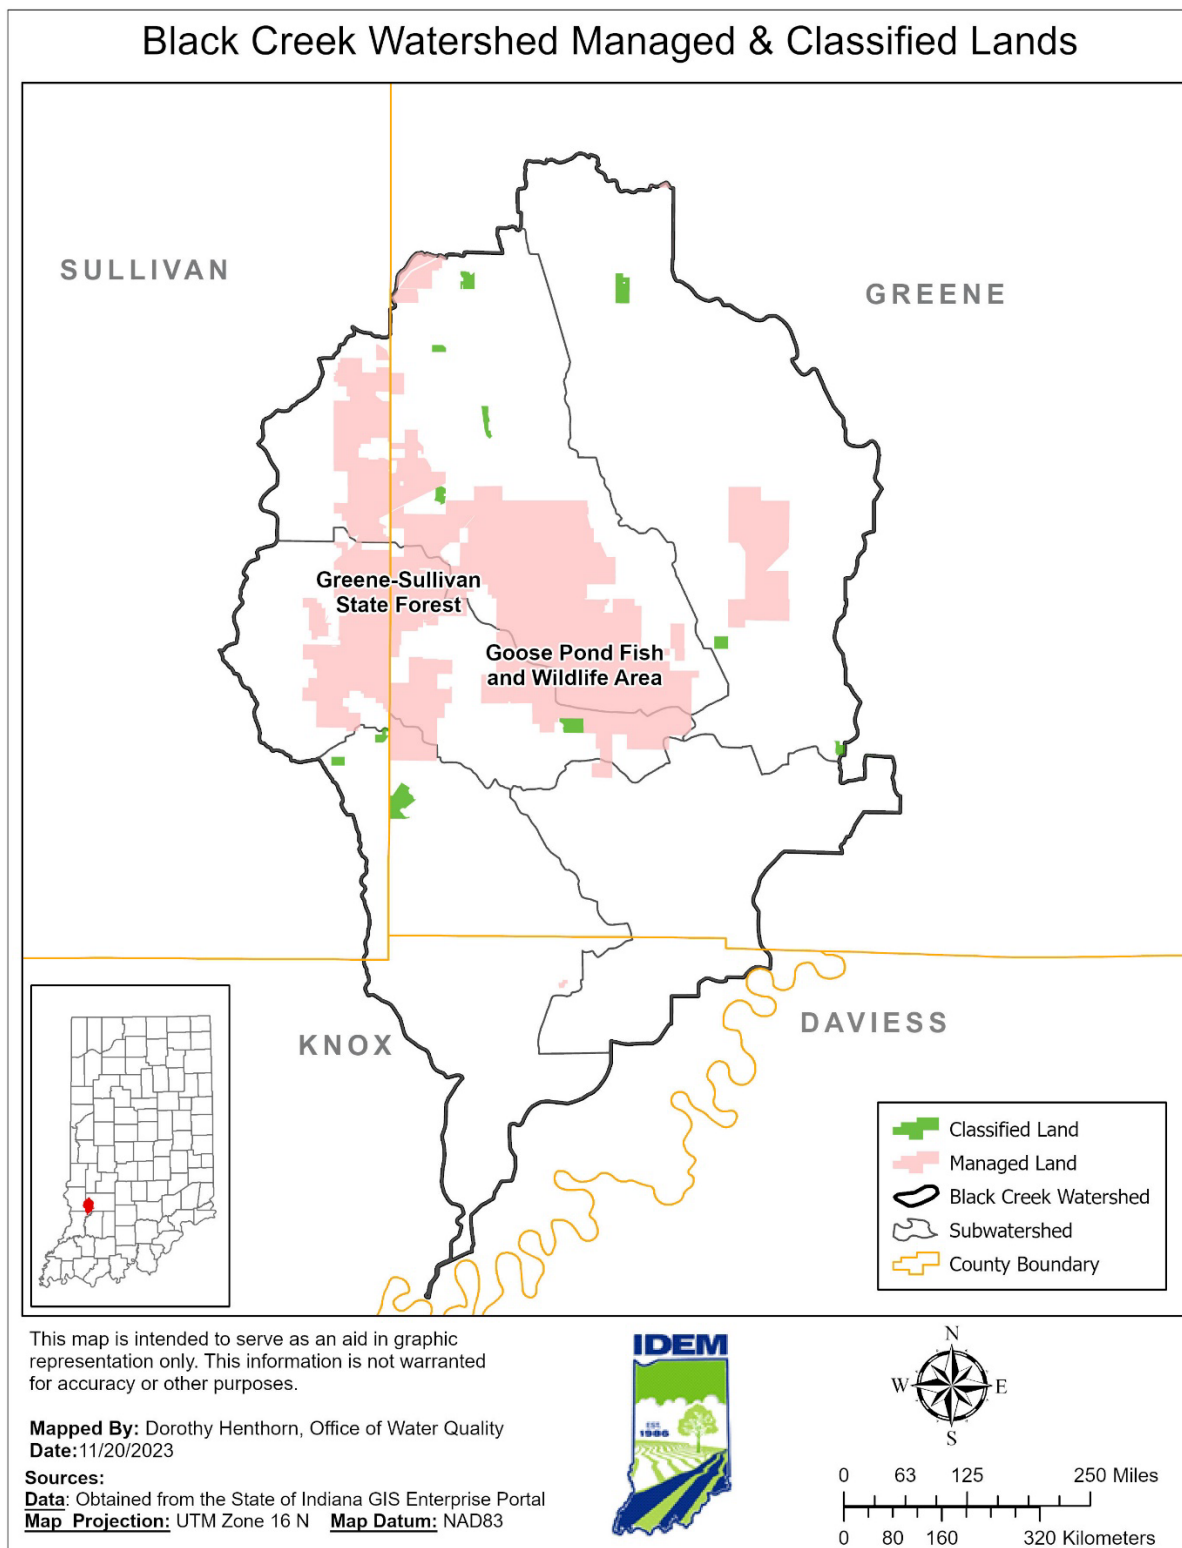 Black Creek Watershed Managed & Classified Lands
SULLIVAN
GREENE
Greene-Sullivan
State Forest
Goose Pond Fish
and Wildlife Area
KNOX
DAVIESS
Classified Land
Managed Land
Black Creek Watershed
Subwatershed
County Boundary
This map is intended to serve as an aid in graphic
representation only. This information is not warranted
for accuracy or other purposes.
Mapped By: Dorothy Henthorn, Office of Water Quality
Date:11/20/2023
Sources:
Data: Obtained from the State of Indiana GIS Enterprise Portal
Map Projection: UTM Zone 16 N Map Datum: NAD83
IDEM
EST.
1986
N
W E
S
0 63 125 250 Miles
0 80 160 320 Kilometers